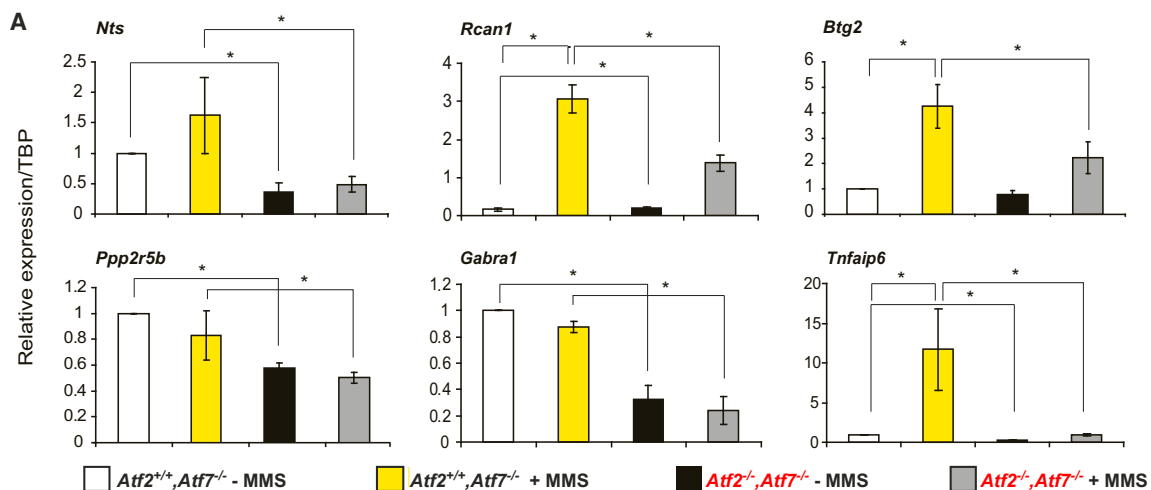 A
Relative expression/TBP
Nts
2.5
2
1.5
1
0.5
0
* *
Rcan1
4
3
2
1
0
* * *
Btg2
6
5
4
3
2
1
0
* *
Ppp2r5b
1.2
1
0.8
0.6
0.4
0.2
0
* *
Gabra1
1.2
1
0.8
0.6
0.4
0.2
0
* *
Tnfaip6
20
15
10
5
0
* * *
Atf2+/+,Atf7-/- - MMS
Atf2+/+,Atf7-/- + MMS
Atf2-/-,Atf7-/- - MMS
Atf2-/-,Atf7-/- + MMS